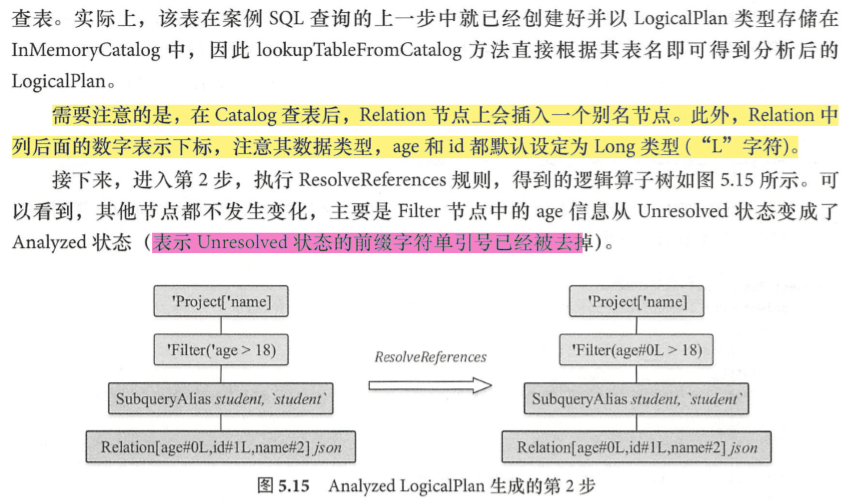 查表。实际上，该表在案例 SQL 查询的上一步中就已经创建好并以 LogicalPlan 类型存储在
InMemoryCatalog 中，因此 lookupTableFromCatalog 方法直接根据其表名即可得到分析后的
LogicalPlan。
需要注意的是，在 Catalog 查表后，Relation 节点上会插入一个别名节点。此外，Relation 中
列后面的数字表示下标，注意其数据类型，age 和 id 都默认设定为 Long 类型 (“L”字符)。
接下来，进入第 2 步，执行 ResolveReferences 规则，得到的逻辑算子树如图 5.15 所示。可
以看到，其他节点都不发生变化，主要是 Filter 节点中的 age 信息从 Unresolved 状态变成了
Analyzed 状态（表示 Unresolved 状态的前缀字符单引号已经被去掉）。
'Project['name]
'Filter('age > 18)
SubqueryAlias student, `student`
Relation[age#0L,id#1L,name#2] json
ResolveReferences
'Project['name]
'Filter(age#0L > 18)
SubqueryAlias student, `student`
Relation[age#0L,id#1L,name#2] json
图 5.15 Analyzed LogicalPlan 生成的第 2 步